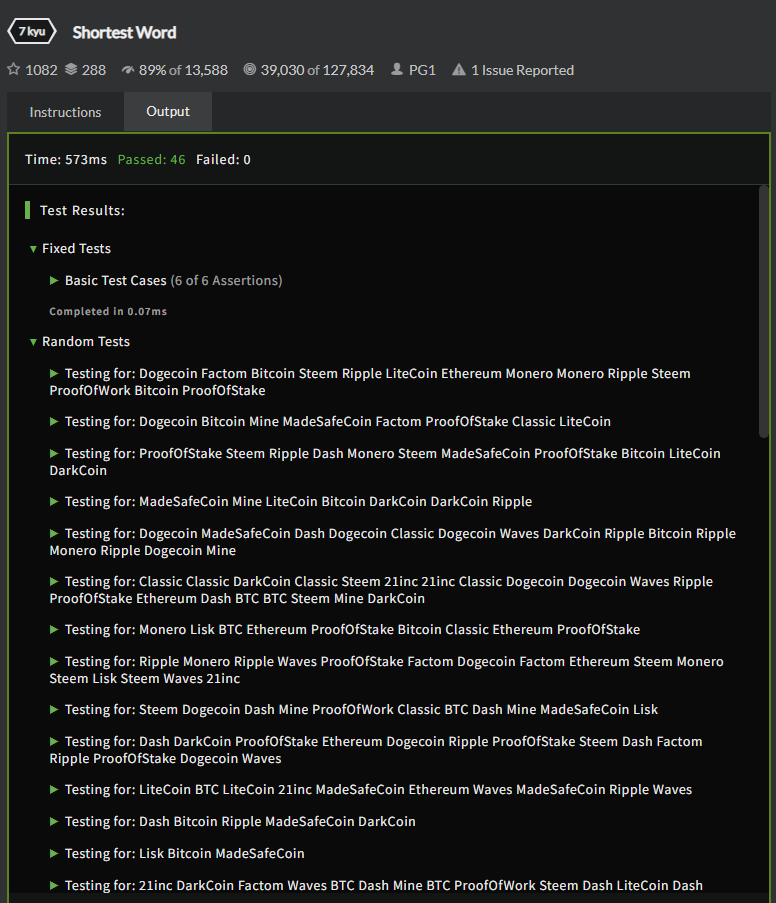 7 kyu Shortest Word
1082 288 89% of 13,588 39,030 of 127,834 PG1 1 Issue Reported
Instructions Output
Time: 573ms Passed: 46 Failed: 0
Test Results:
Fixed Tests
Basic Test Cases (6 of 6 Assertions)
Completed in 0.07ms
Random Tests
Testing for: Dogecoin Factom Bitcoin Steem Ripple LiteCoin Ethereum Monero Monero Ripple Steem
ProofOfWork Bitcoin ProofOfStake
Testing for: Dogecoin Bitcoin Mine MadeSafeCoin Factom ProofOfStake Classic LiteCoin
Testing for: ProofOfStake Steem Ripple Dash Monero Steem MadeSafeCoin ProofOfStake Bitcoin LiteCoin
DarkCoin
Testing for: MadeSafeCoin Mine LiteCoin Bitcoin DarkCoin DarkCoin Ripple
Testing for: Dogecoin MadeSafeCoin Dash Dogecoin Classic Dogecoin Waves DarkCoin Ripple Bitcoin Ripple
Monero Ripple Dogecoin Mine
Testing for: Classic Classic DarkCoin Classic Steem 21inc 21inc Classic Dogecoin Dogecoin Waves Ripple
ProofOfStake Ethereum Dash BTC BTC Steem Mine DarkCoin
Testing for: Monero Lisk BTC Ethereum ProofOfStake Bitcoin Classic Ethereum ProofOfStake
Testing for: Ripple Monero Ripple Waves ProofOfStake Factom Dogecoin Factom Ethereum Steem Monero
Steem Lisk Steem Waves 21inc
Testing for: Steem Dogecoin Dash Mine ProofOfWork Classic BTC Dash Mine MadeSafeCoin Lisk
Testing for: Dash DarkCoin ProofOfStake Ethereum Dogecoin Ripple ProofOfStake Steem Dash Factom
Ripple ProofOfStake Dogecoin Waves
Testing for: LiteCoin BTC LiteCoin 21inc MadeSafeCoin Ethereum Waves MadeSafeCoin Ripple Waves
Testing for: Dash Bitcoin Ripple MadeSafeCoin DarkCoin
Testing for: Lisk Bitcoin MadeSafeCoin
Testing for: 21inc DarkCoin Factom Waves BTC Dash Mine BTC ProofOfWork Steem Dash LiteCoin Dash